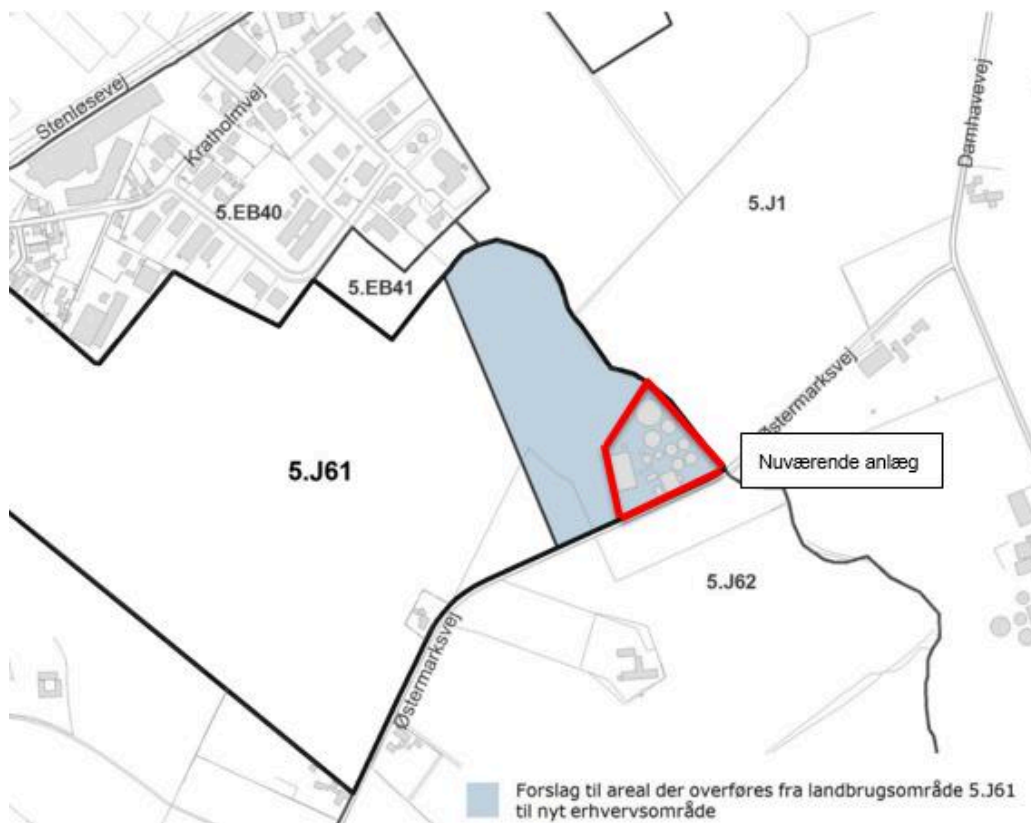 Stenløsevej
Kratholmvej
Damhavevej
5.EB40
5.J1
5.EB41
Østermarksvej
Nuværende anlæg
5.J61
5.J62
Østermarksvej
Forslag til areal der overføres fra landbrugsområde 5.J61
til nyt erhvervsområde